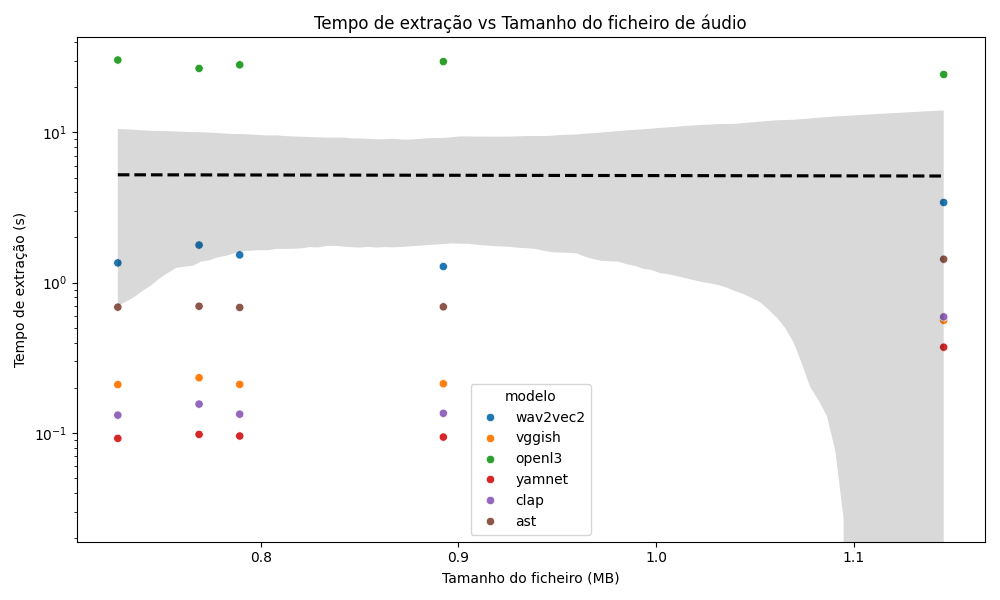 Tempo de extração vs Tamanho do ficheiro de áudio
Tempo de extração (s)
10¹
10⁰
10⁻¹
modelo
wav2vec2
vggish
openl3
yamnet
clap
ast
0.8
0.9
1.0
1.1
Tamanho do ficheiro (MB)